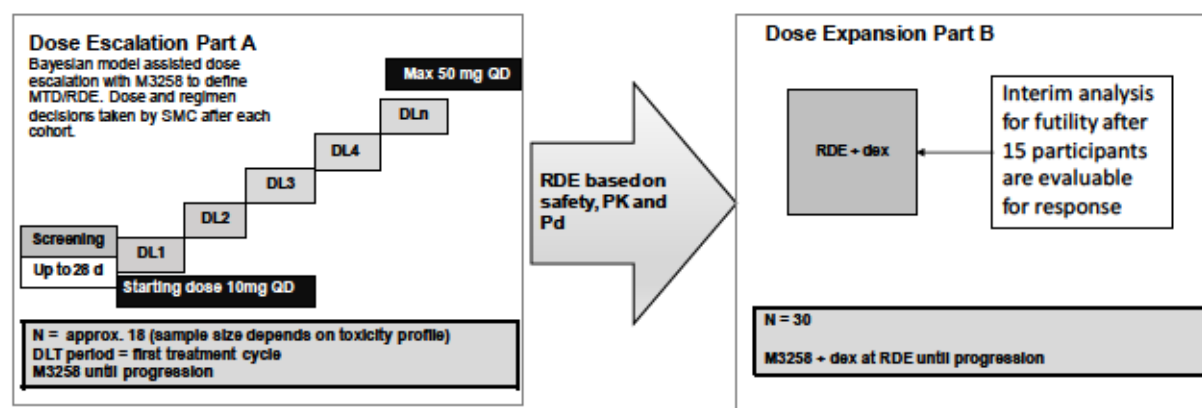 Dose Escalation Part A
Bayesian model assisted dose
escalation with M3258 to define
MTD/RDE. Dose and regimen
decisions taken by SMC after each
cohort.
Max 50 mg QD
DLn
DL4
DL3
DL2
DL1
Screening
Up to 28 d
Starting dose 10mg QD
N = approx. 18 (sample size depends on toxicity profile)
DLT period = first treatment cycle
M3258 until progression
RDE based on
safety, PK and
Pd
Dose Expansion Part B
RDE + dex
Interim analysis
for futility after
15 participants
are evaluable
for response
N = 30
M3258 + dex at RDE until progression